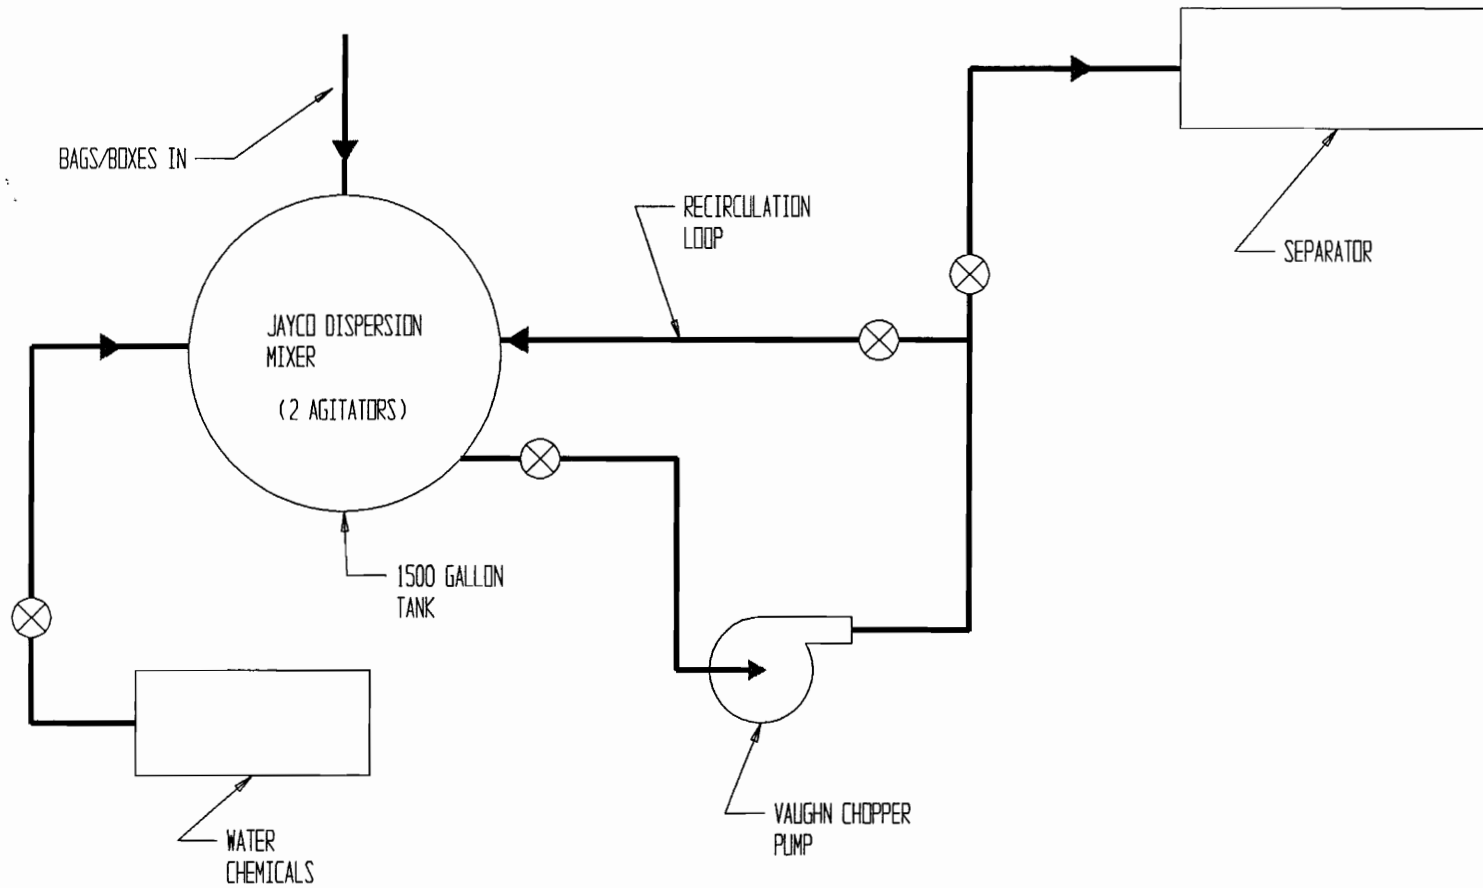 BAGS/BOXES IN
RECIRCULATION
LOOP
SEPARATOR
JAYCO DISPERSION
MIXER
(2 AGITATORS)
1500 GALLON
TANK
VAUGHN CHOPPER
PUMP
WATER
CHEMICALS